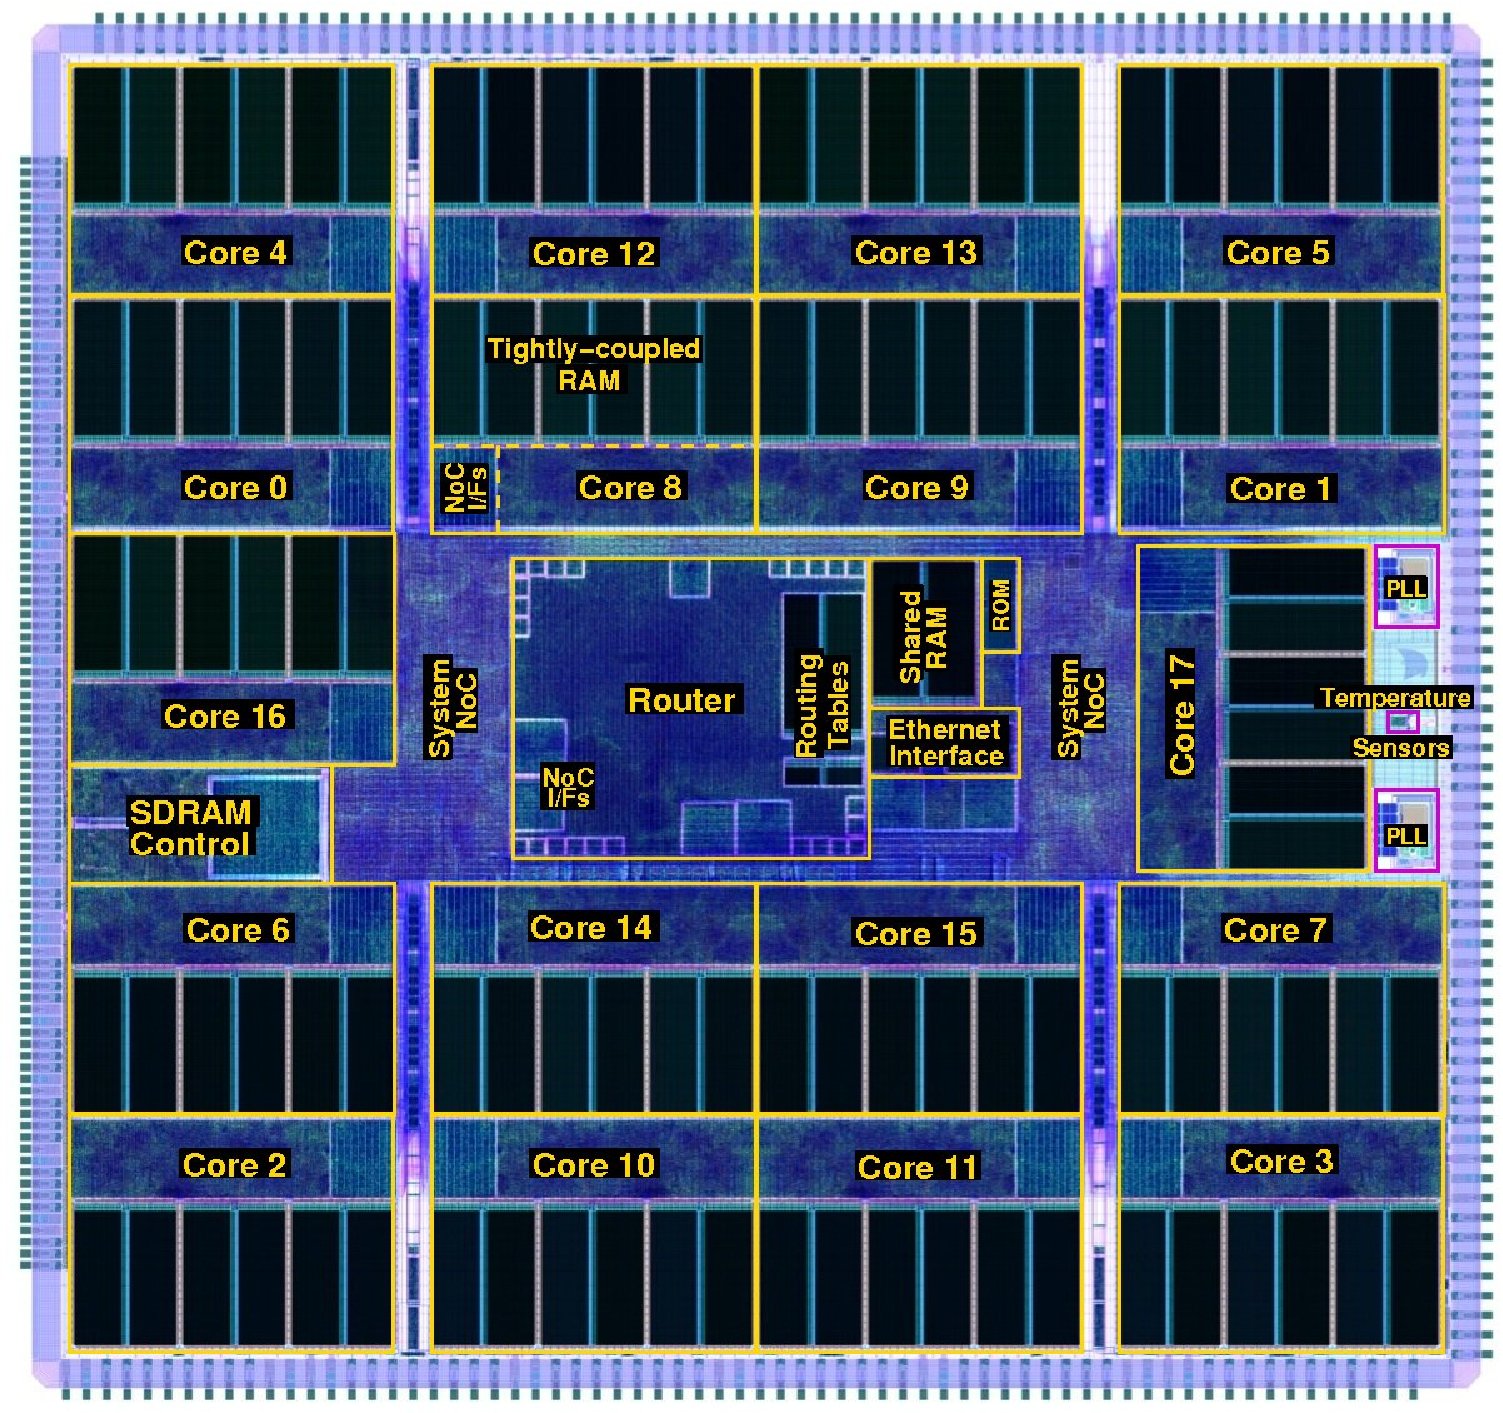 Core 4
Core 12
Core 13
Core 5
Tightly-coupled
RAM
Core 0
NoC
I/Fs
Core 8
Core 9
Core 1
Core 16
System
NoC
Router
NoC
I/Fs
Routing
Tables
Shared
RAM
ROM
Ethernet
Interface
System
NoC
Core 17
PLL
Temperature
Sensors
PLL
SDRAM
Control
Core 6
Core 14
Core 15
Core 7
Core 2
Core 10
Core 11
Core 3